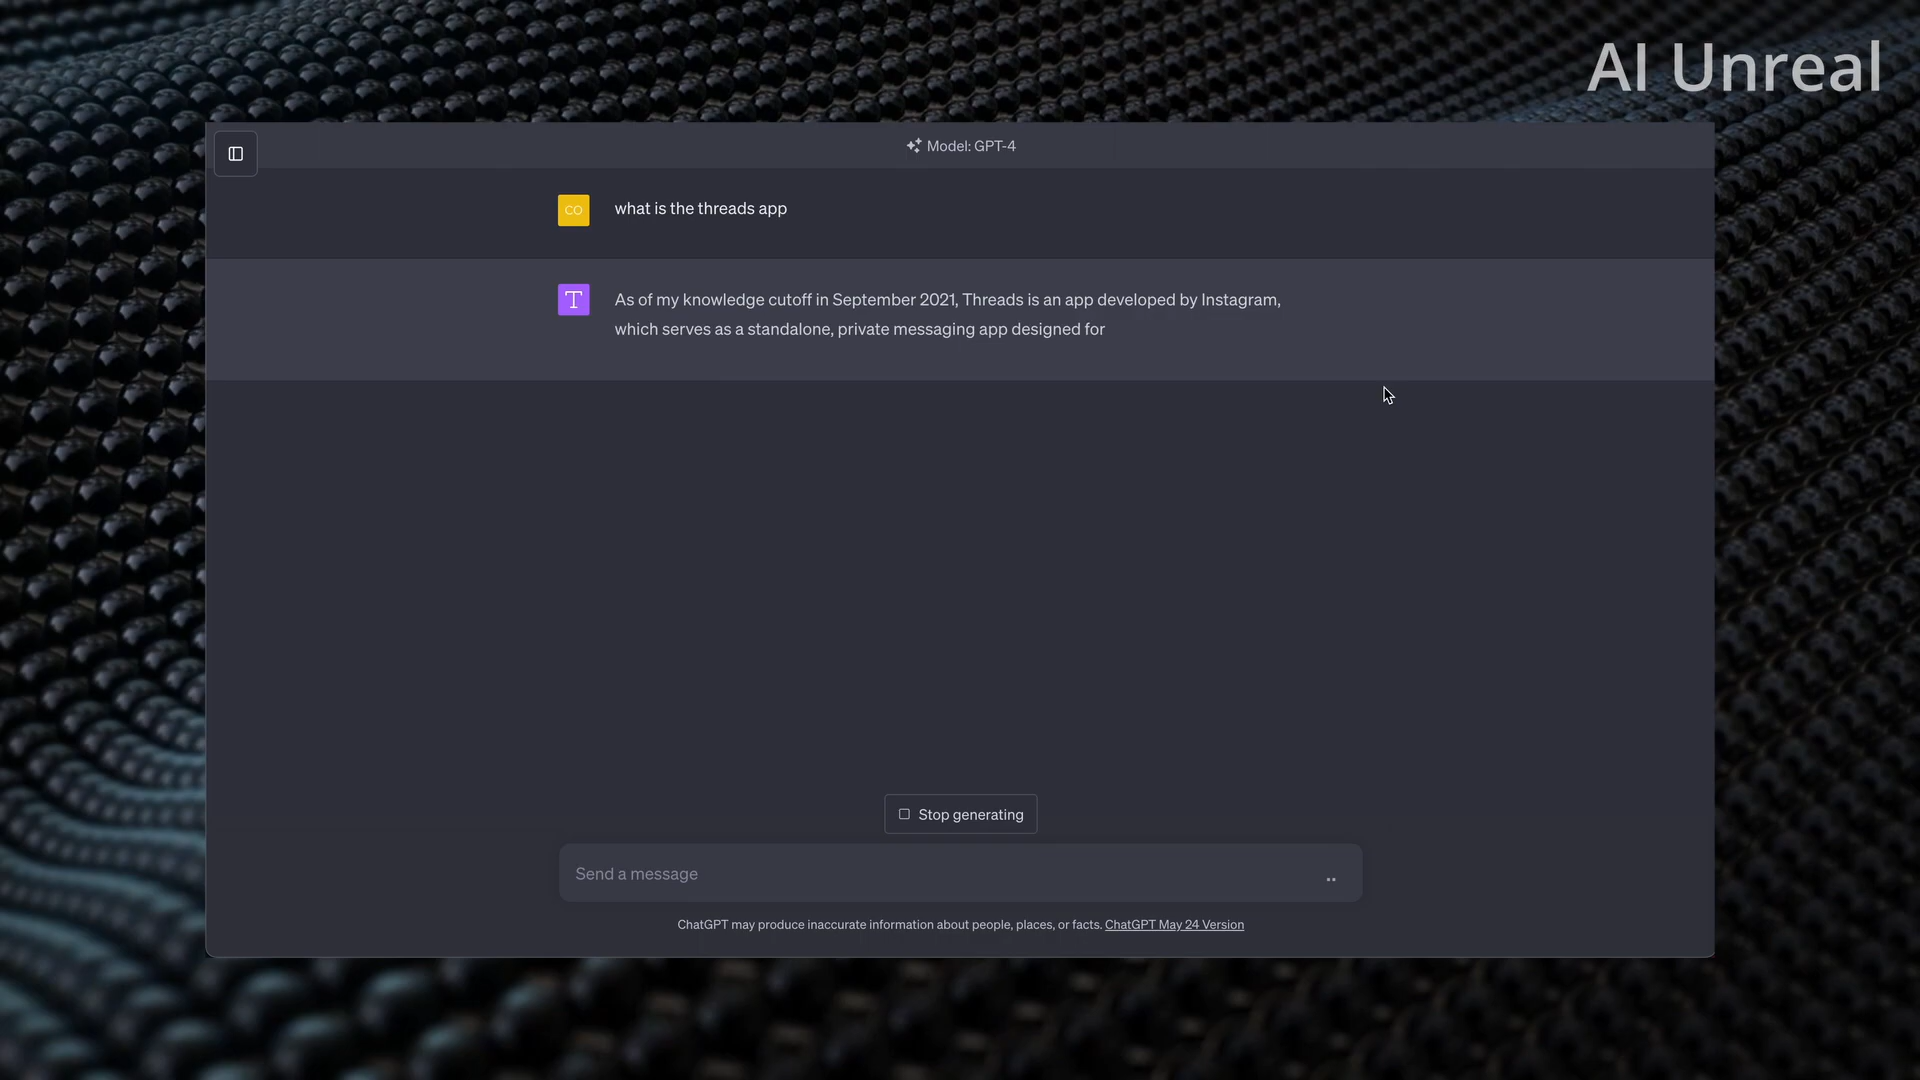 AI Unreal
Model: GPT-4
CO
what is the threads app
T
As of my knowledge cutoff in September 2021, Threads is an app developed by Instagram,
which serves as a standalone, private messaging app designed for
Stop generating
Send a message
ChatGPT may produce inaccurate information about people, places, or facts. ChatGPT May 24 Version